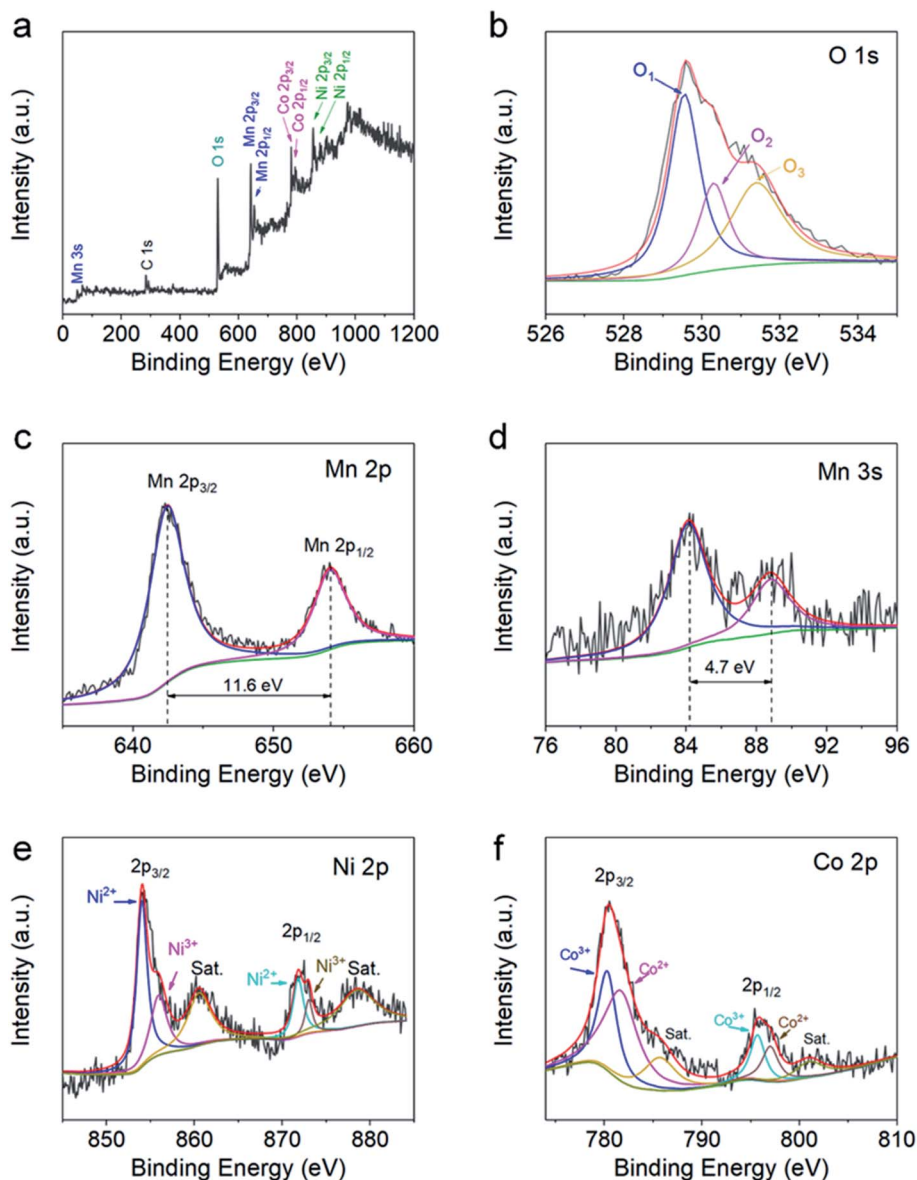 a
Intensity (a.u.)
Mn 3s
C 1s
O 1s
Mn 2p3/2
Mn 2p1/2
Co 2p3/2
Co 2p1/2
Ni 2p3/2
Ni 2p1/2
0 200 400 600 800 1000 1200
Binding Energy (eV)
b
O 1s
Intensity (a.u.)
O1
O2
O3
526 528 530 532 534
Binding Energy (eV)
c
Mn 2p
Intensity (a.u.)
Mn 2p3/2
Mn 2p1/2
11.6 eV
640 650 660
Binding Energy (eV)
d
Mn 3s
Intensity (a.u.)
4.7 eV
76 80 84 88 92 96
Binding Energy (eV)
e
Ni 2p
Intensity (a.u.)
2p3/2
Ni2+
Ni3+
Sat.
2p1/2
Ni2+
Ni3+
Sat.
850 860 870 880
Binding Energy (eV)
f
Co 2p
Intensity (a.u.)
2p3/2
Co3+
Co2+
Sat.
2p1/2
Co3+
Co2+
Sat.
780 790 800 810
Binding Energy (eV)